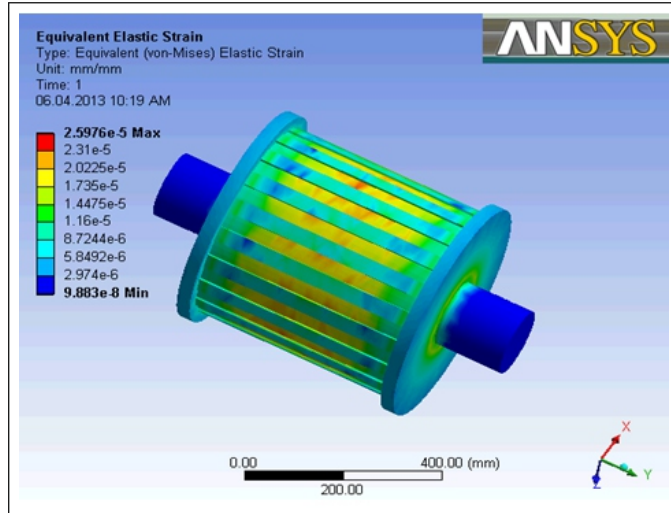 Equivalent Elastic Strain
Type: Equivalent (von-Mises) Elastic Strain
Unit: mm/mm
Time: 1
06.04.2013 10:19 AM
ANSYS
2.5976e-5 Max
2.31e-5
2.0225e-5
1.735e-5
1.4475e-5
1.16e-5
8.7244e-6
5.8492e-6
2.974e-6
9.883e-8 Min
0.00 400.00 (mm)
200.00
X
Y
Z